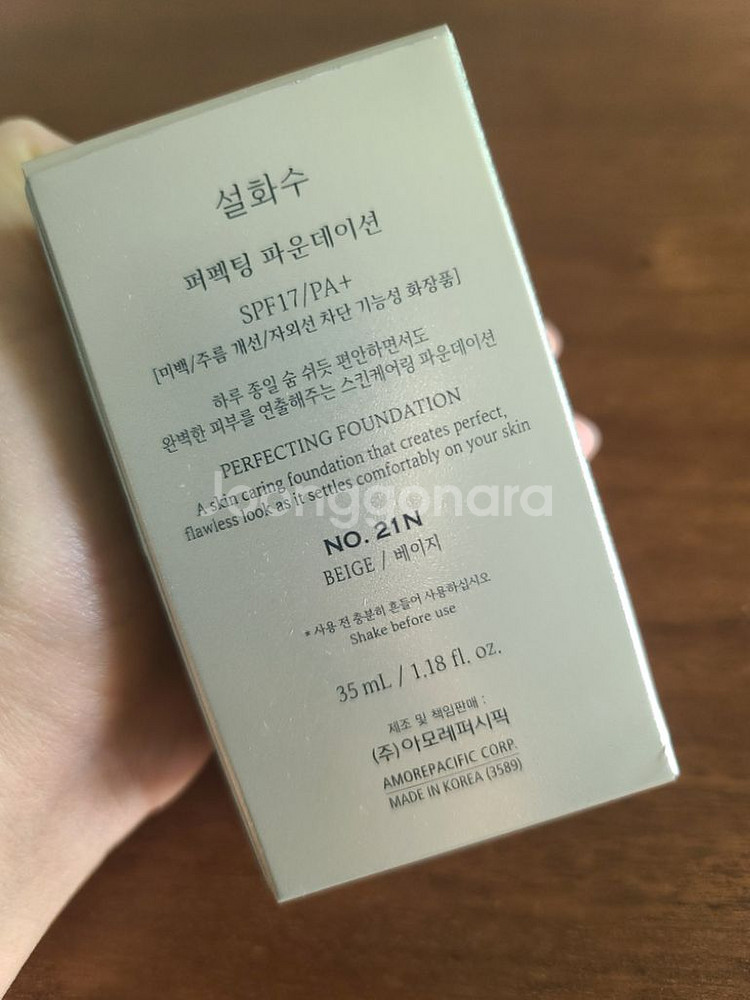 설화수
퍼펙팅 파운데이션
SPF17/PA+
[미백/주름 개선/자외선 차단 기능성 화장품]
하루 종일 숨 쉬듯 편안하면서도
완벽한 피부를 연출해주는 스킨케어링 파운데이션
PERFECTING FOUNDATION
A skin caring foundation that creates perfect,
flawless look as it settles comfortably on your skin
joonggonara
NO. 21N
BEIGE / 베이지
* 사용 전 충분히 흔들어 사용하십시오
Shake before use
35 mL / 1.18 fl. oz.
제조 및 책임판매 :
(주)아모레퍼시픽
AMOREPACIFIC CORP.
MADE IN KOREA (3589)